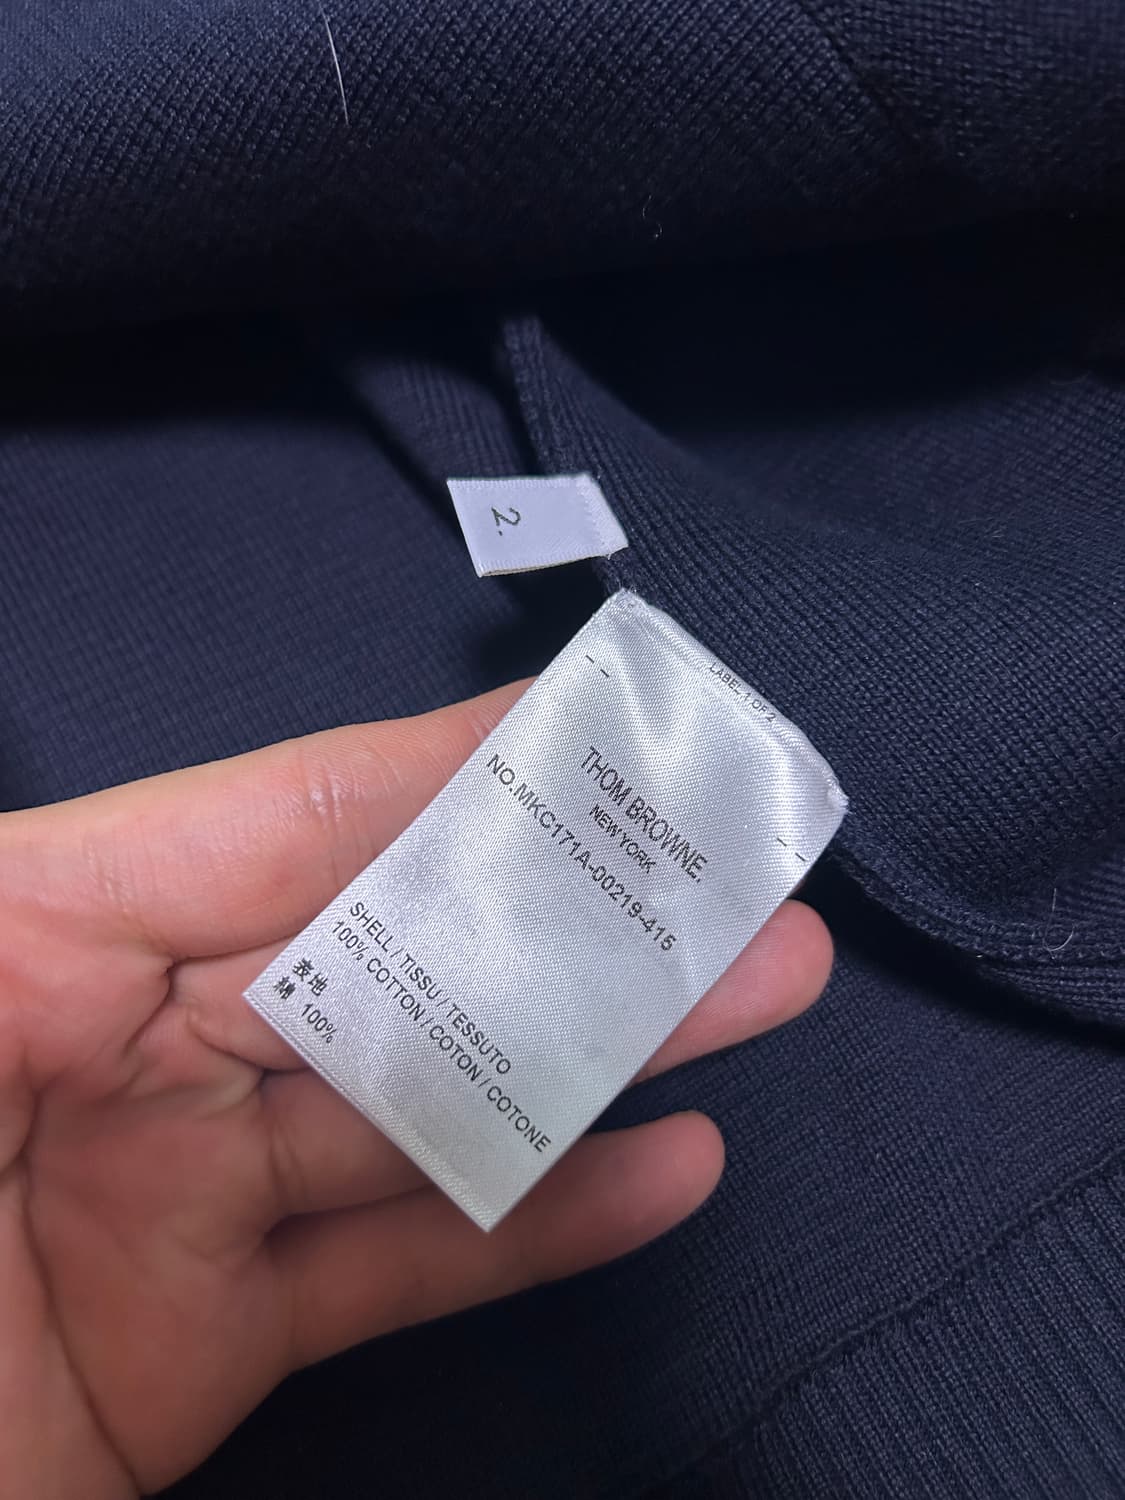 2.
LABEL 1 OF 2
THOM BROWNE.
NEW YORK
NO.MKC171A-00219-415
SHELL / TISSU / TESSUTO
100% COTTON / COTON / COTONE
表地
綿 100%